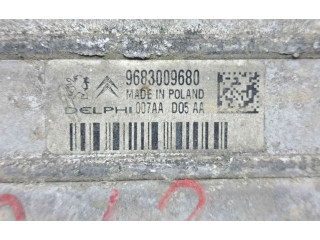 9683009680
MADE IN POLAND
DELPHI 007AA D05 AA